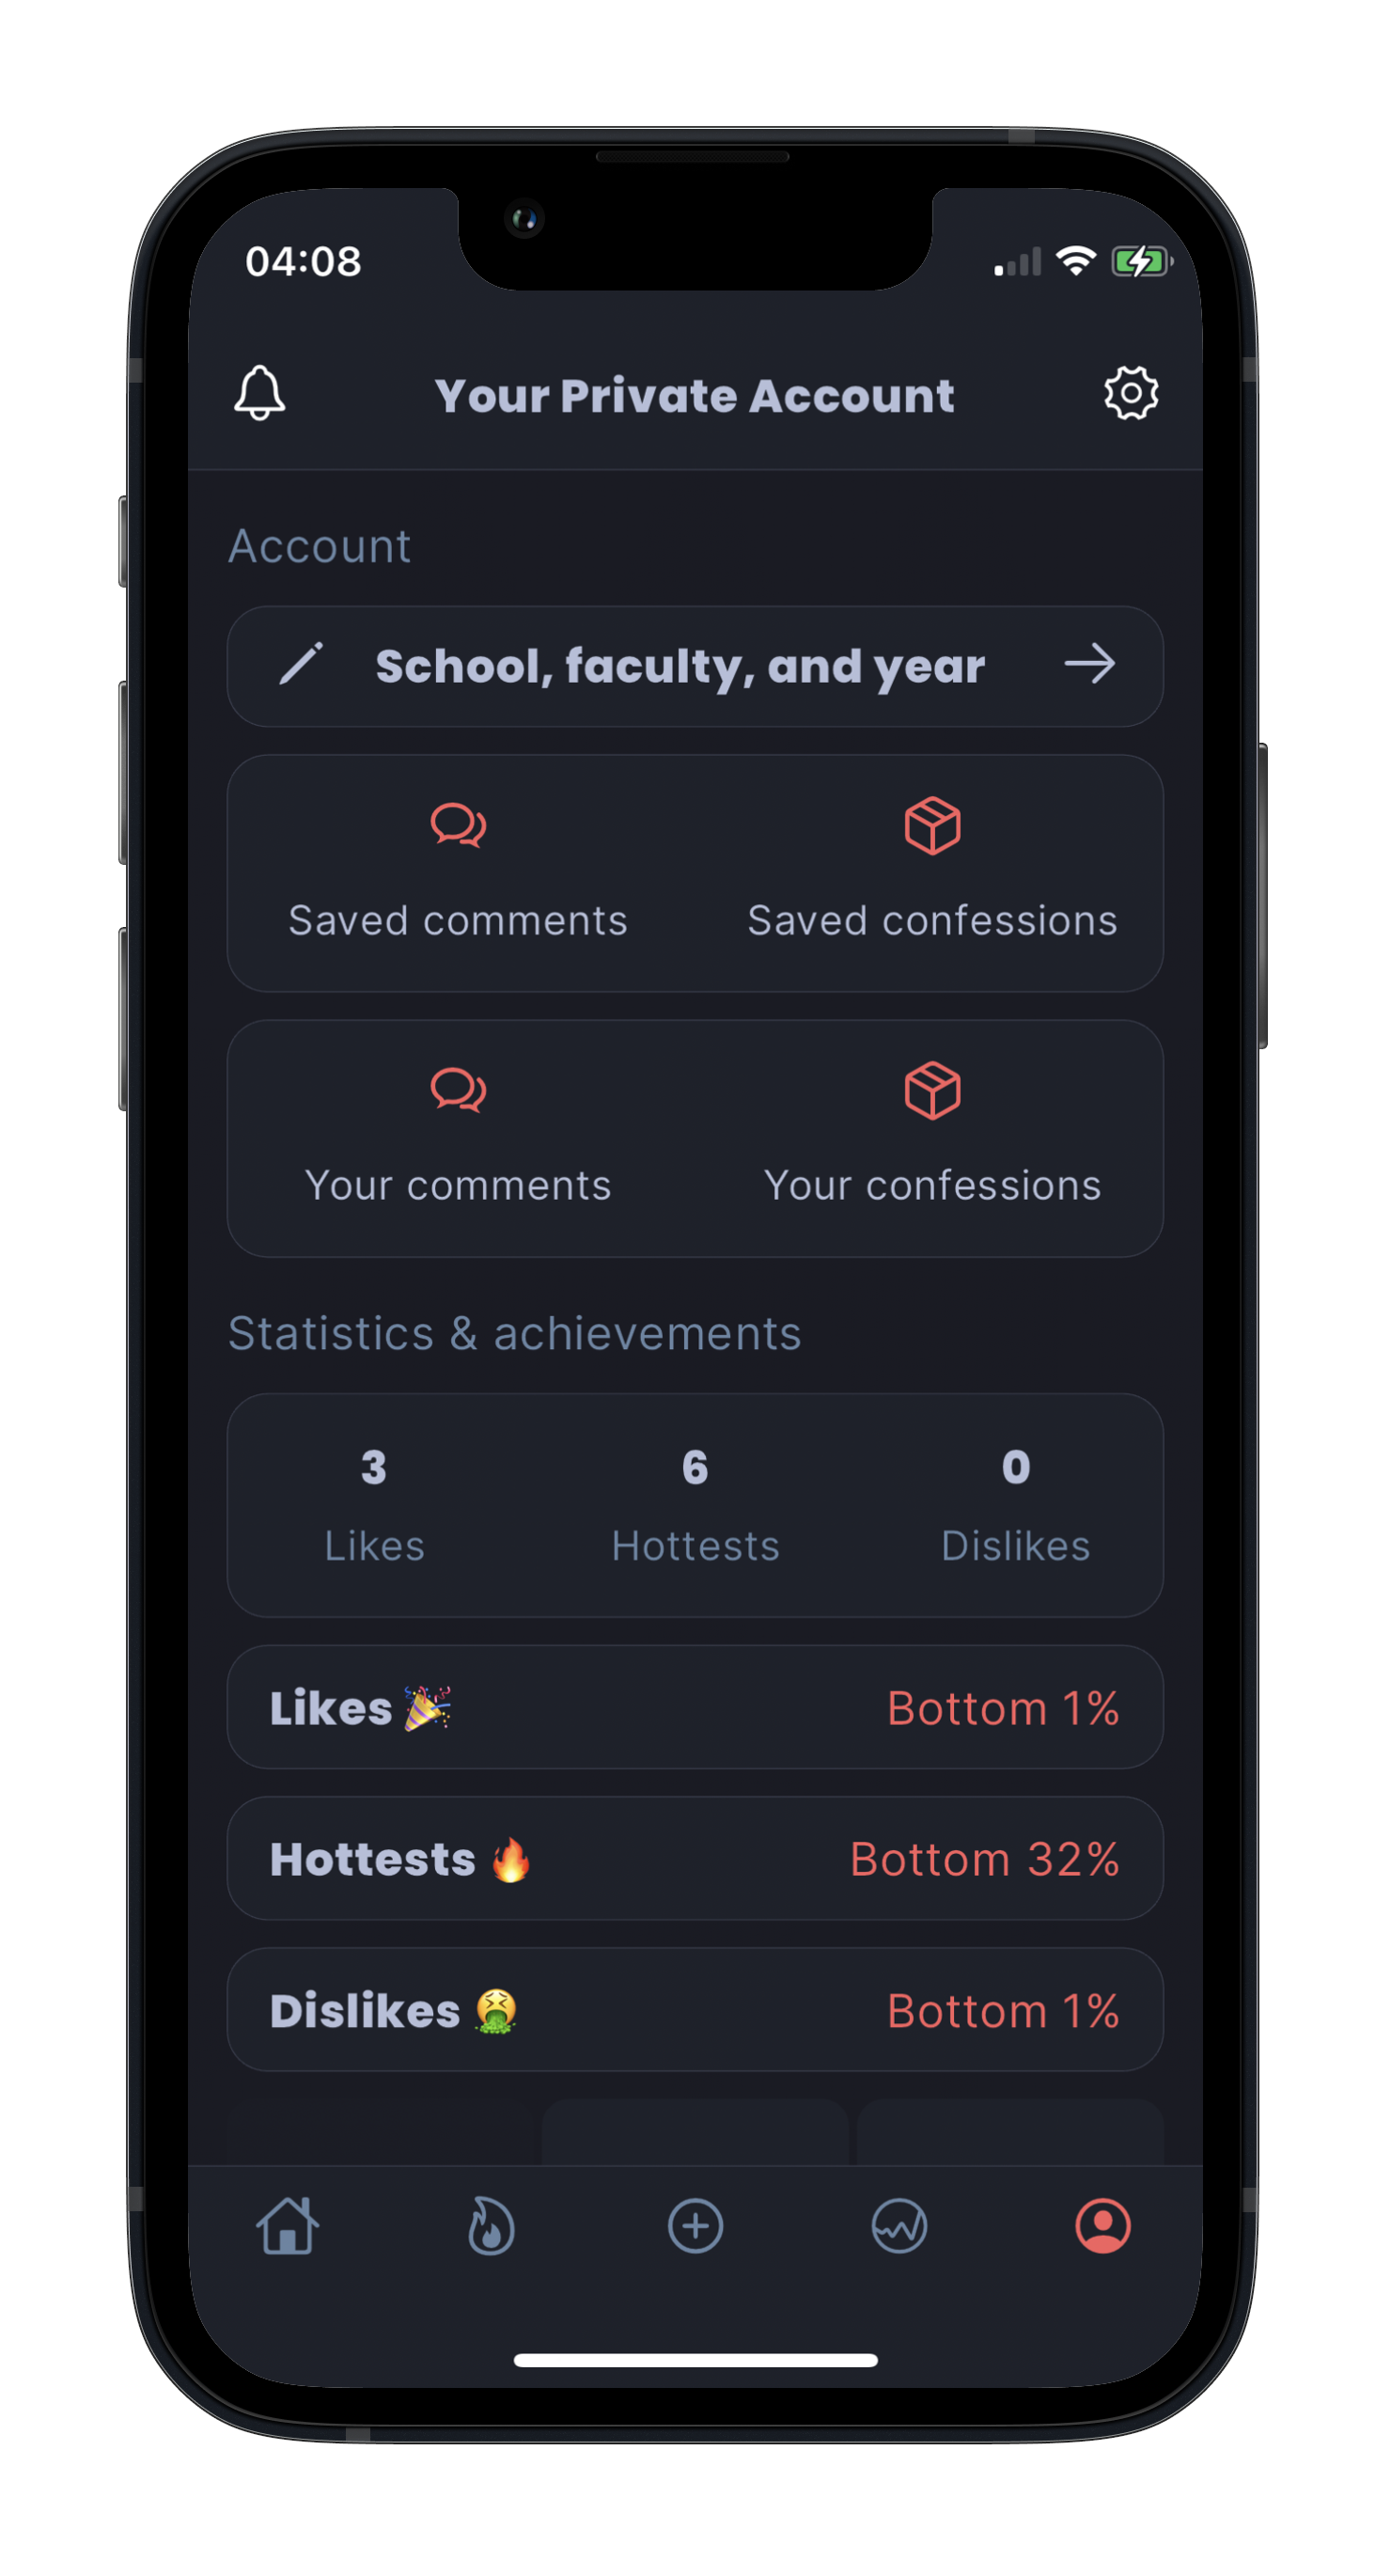 04:08
Your Private Account
Account
School, faculty, and year
Saved comments
Saved confessions
Your comments
Your confessions
Statistics & achievements
3
6
0
Likes
Hottests
Dislikes
Likes 🎉
Bottom 1%
Hottests 🔥
Bottom 32%
Dislikes 🤮
Bottom 1%